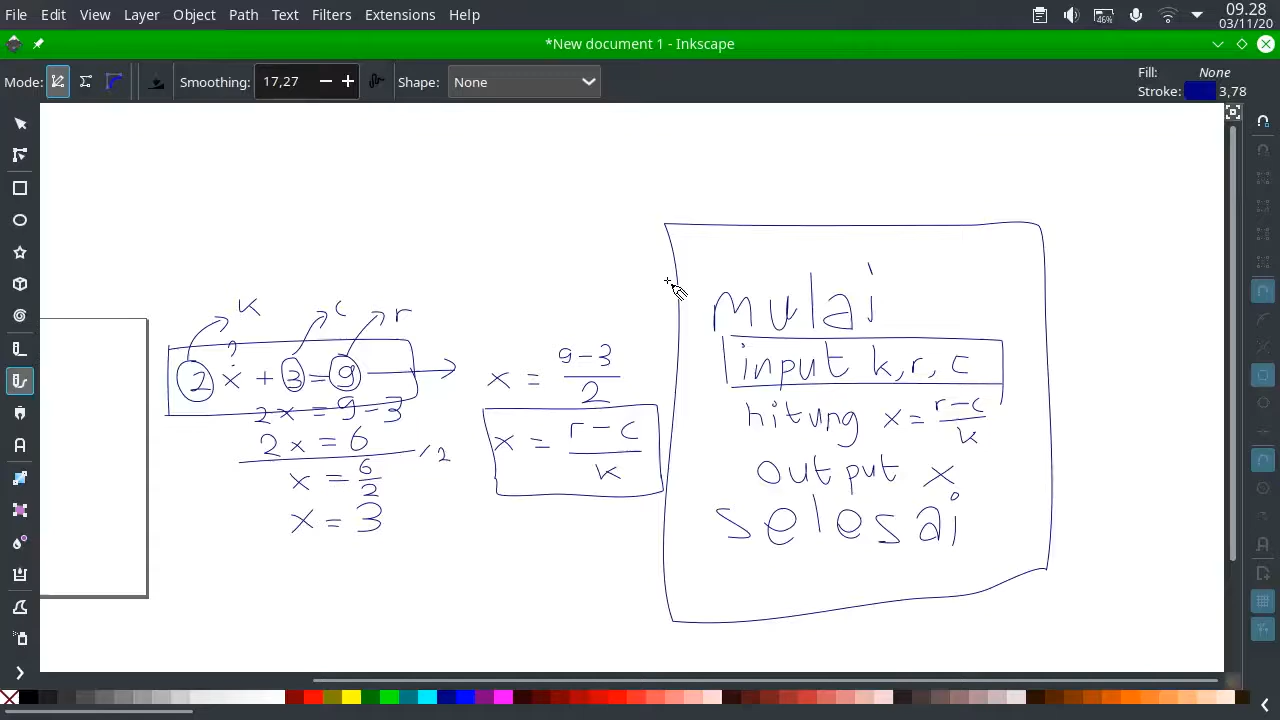 File Edit View Layer Object Path Text Filters Extensions Help
46%
09.28
03/11/20
*New document 1 - Inkscape
Mode:
Smoothing: 17,27 − +
Shape: None
Fill: None
Stroke: 3,78
k c r
?
2 x + 3 = 9
2x = 9 - 3
2x = 6
/ 2
x = 6/2
x = 3
x = 9-3/2
x = r-c/k
mulai
input k, r, c
hitung x = r-c/k
output x
selesai